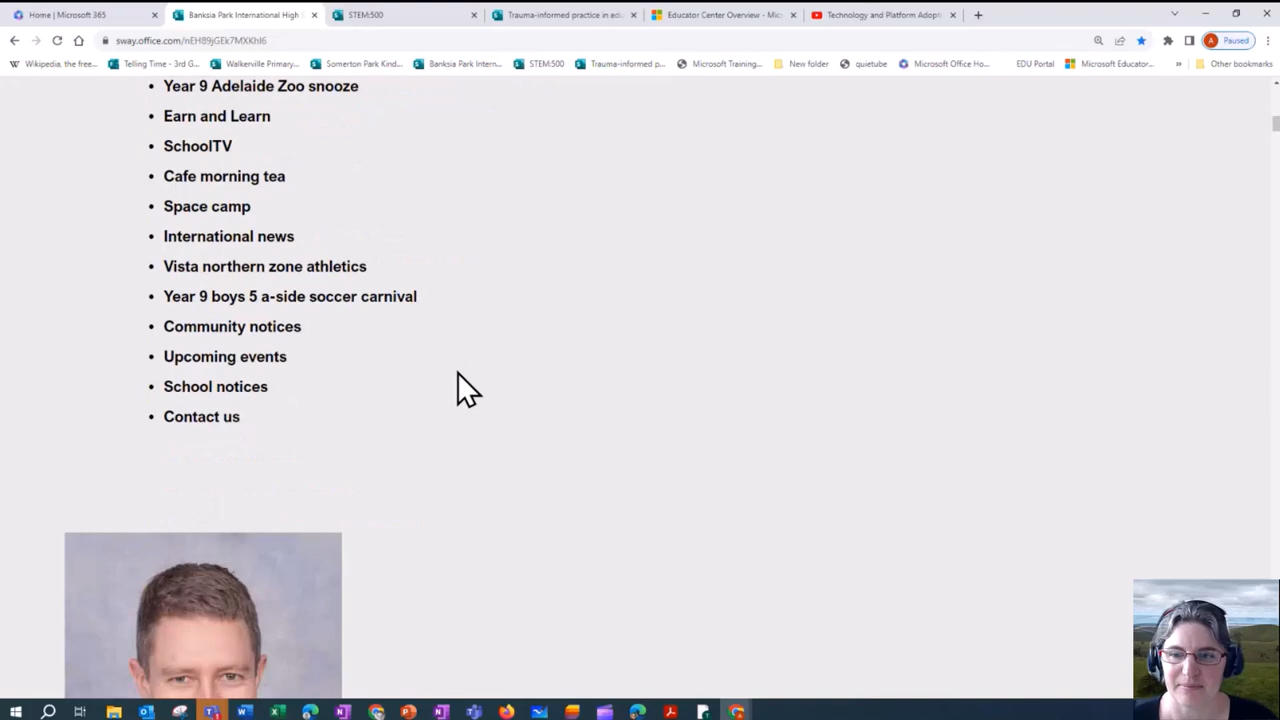 Home | Microsoft 365
Banksia Park International High
STEM:500
Trauma-informed practice in edu
Educator Center Overview - Micr
Technology and Platform Adopti
sway.office.com/nEH89jGEk7MXKhI6
Paused
Wikipedia, the free...
Telling Time - 3rd G...
Walkerville Primary...
Somerton Park Kind...
Banksia Park Intern...
STEM:500
Trauma-informed p...
Microsoft Training...
New folder
quietube
Microsoft Office Ho...
EDU Portal
Microsoft Educator...
»
Other bookmarks
• Year 9 Adelaide Zoo snooze
• Earn and Learn
• SchoolTV
• Cafe morning tea
• Space camp
• International news
• Vista northern zone athletics
• Year 9 boys 5 a-side soccer carnival
• Community notices
• Upcoming events
• School notices
• Contact us